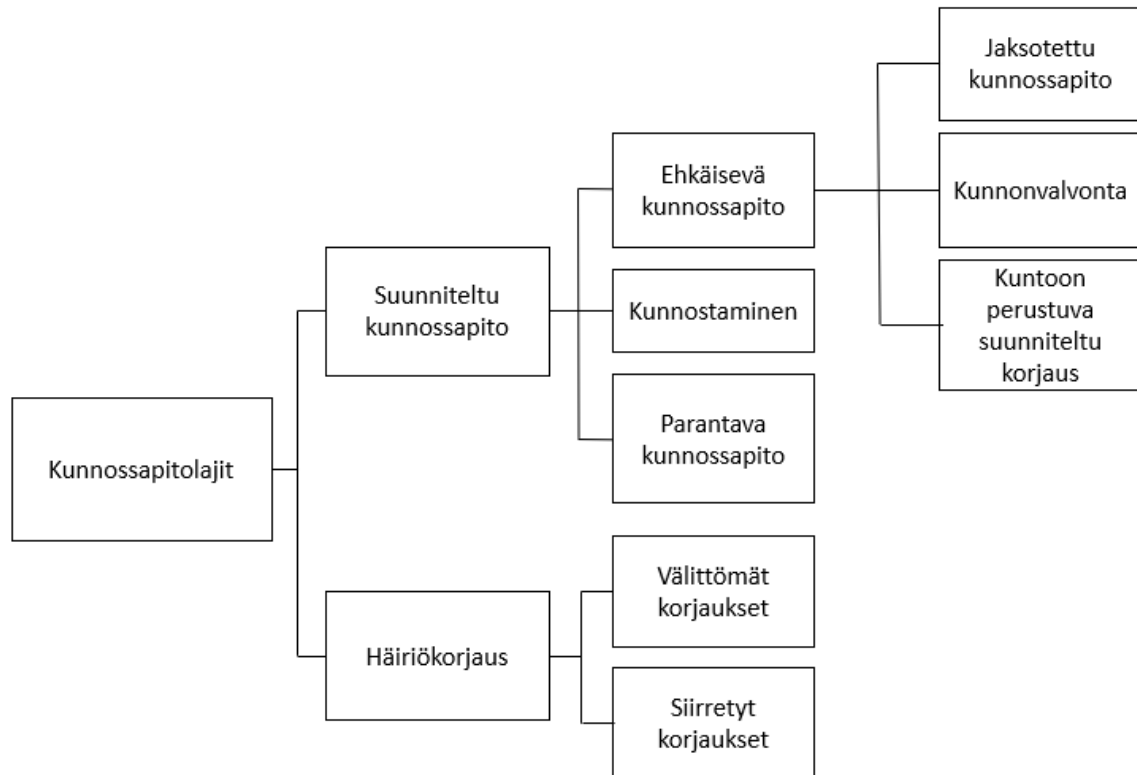 Jaksotettu
kunnossapito
Ehkäisevä
kunnossapito
Kunnonvalvonta
Suunniteltu
kunnossapito
Kunnostaminen
Kuntoon
perustuva
suunniteltu
korjaus
Parantava
kunnossapito
Kunnossapitolajit
Välittömät
korjaukset
Häiriökorjaus
Siirretyt
korjaukset